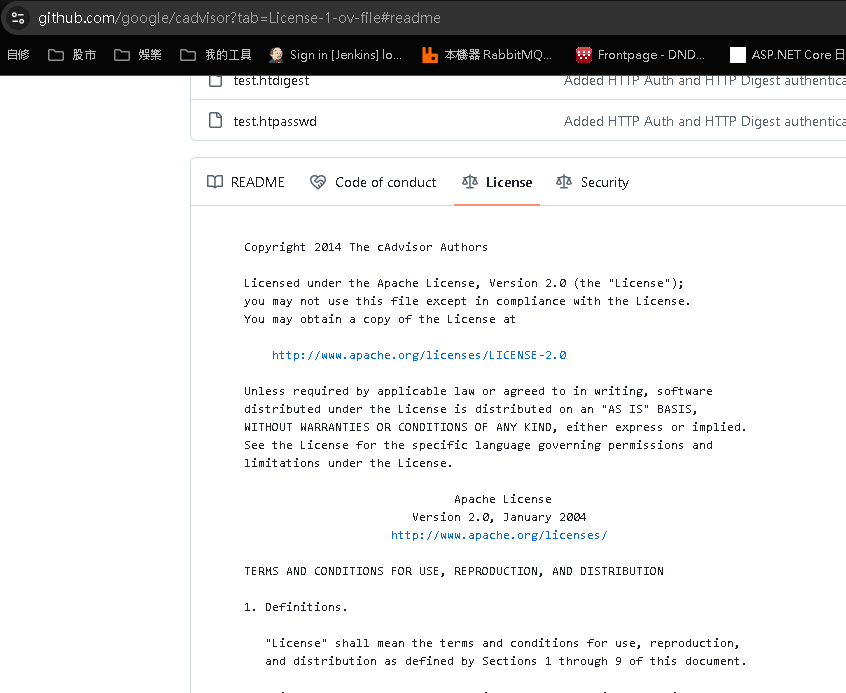 github.com/google/cadvisor?tab=License-1-ov-file#readme
自修 股市 娛樂 我的工具 Sign in [Jenkins] lo... 本機器 RabbitMQ... Frontpage - DND... ASP.NET Core 日
test.htdigest Added HTTP Auth and HTTP Digest authentica
test.htpasswd Added HTTP Auth and HTTP Digest authentica
README Code of conduct License Security
Copyright 2014 The cAdvisor Authors
Licensed under the Apache License, Version 2.0 (the "License");
you may not use this file except in compliance with the License.
You may obtain a copy of the License at
http://www.apache.org/licenses/LICENSE-2.0
Unless required by applicable law or agreed to in writing, software
distributed under the License is distributed on an "AS IS" BASIS,
WITHOUT WARRANTIES OR CONDITIONS OF ANY KIND, either express or implied.
See the License for the specific language governing permissions and
limitations under the License.
Apache License
Version 2.0, January 2004
http://www.apache.org/licenses/
TERMS AND CONDITIONS FOR USE, REPRODUCTION, AND DISTRIBUTION
1. Definitions.
"License" shall mean the terms and conditions for use, reproduction,
and distribution as defined by Sections 1 through 9 of this document.